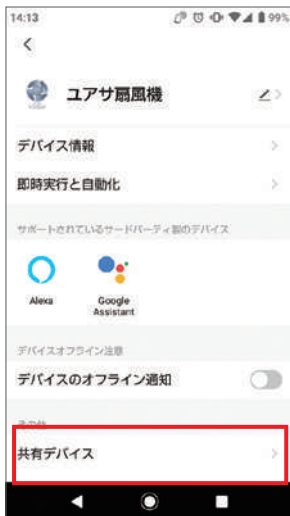 14:13
99%
ユアサ扇風機
デバイス情報
即時実行と自動化
サポートされているサードパーティ製のデバイス
Alexa
Google
Assistant
デバイスオフライン注意
デバイスのオフライン通知
その他
共有デバイス